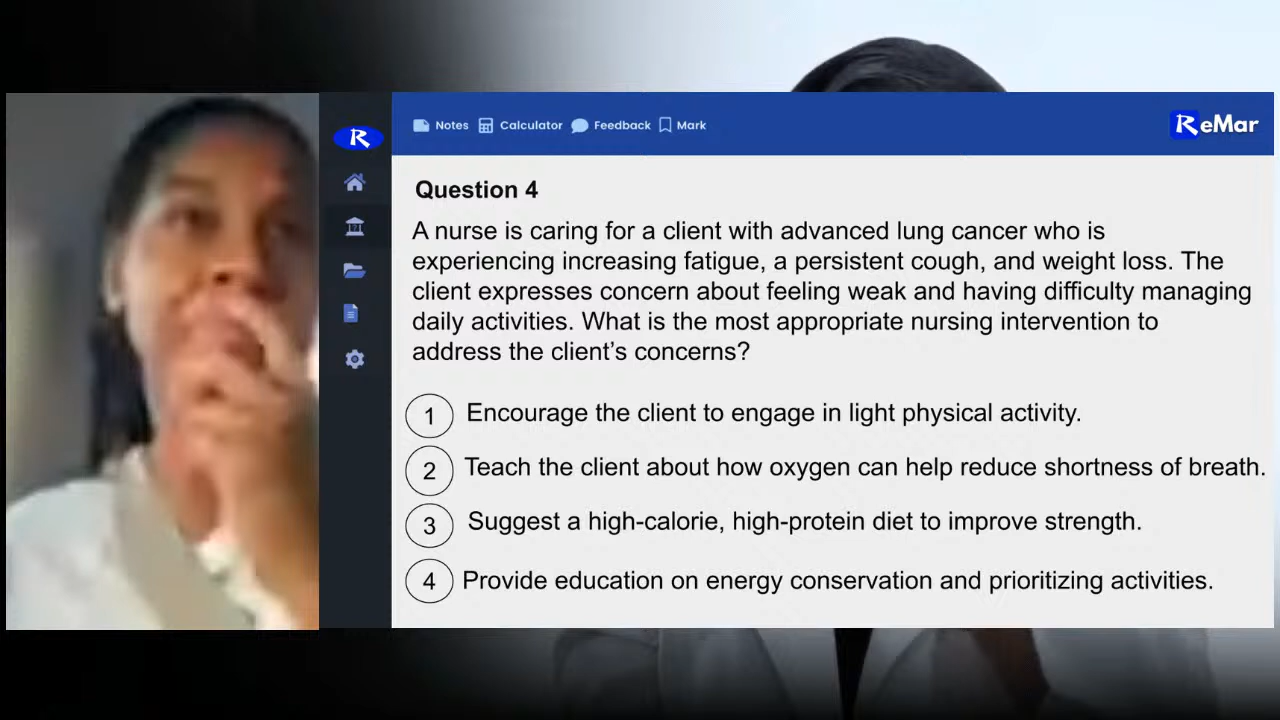 Notes Calculator Feedback Mark
ReMar
R
Question 4
A nurse is caring for a client with advanced lung cancer who is
experiencing increasing fatigue, a persistent cough, and weight loss. The
client expresses concern about feeling weak and having difficulty managing
daily activities. What is the most appropriate nursing intervention to
address the client's concerns?
1 Encourage the client to engage in light physical activity.
2 Teach the client about how oxygen can help reduce shortness of breath.
3 Suggest a high-calorie, high-protein diet to improve strength.
4 Provide education on energy conservation and prioritizing activities.